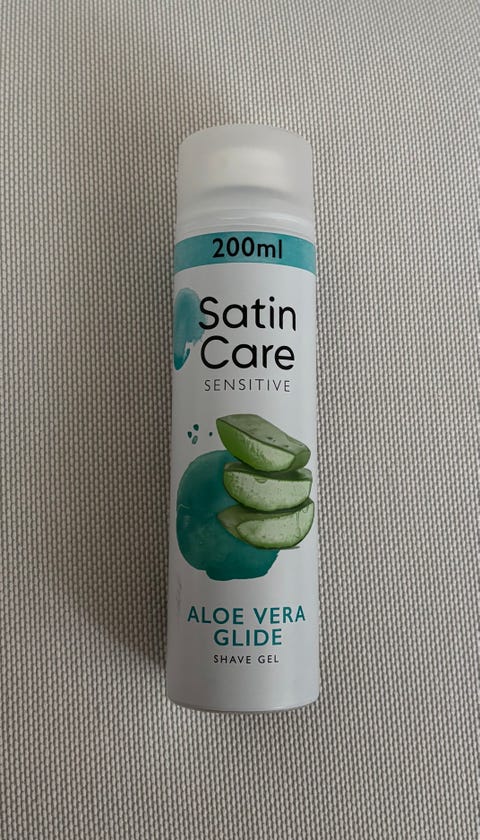 200ml
Satin
Care
SENSITIVE
ALOE VERA
GLIDE
SHAVE GEL